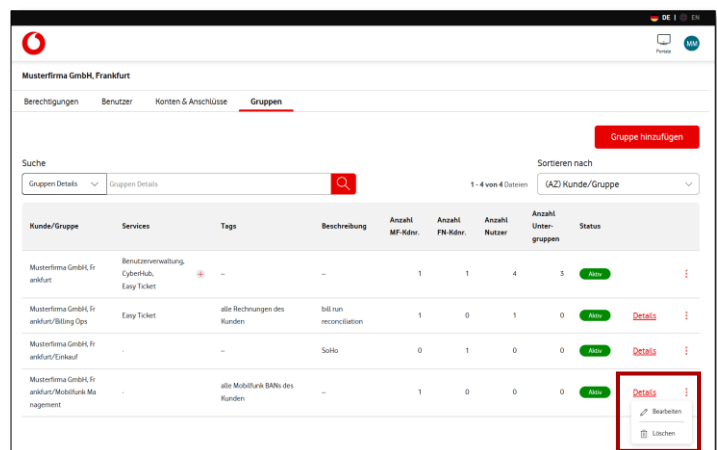 DE | EN
Portale
MM
Musterfirma GmbH, Frankfurt
Berechtigungen Benutzer Konten & Anschlüsse Gruppen
Gruppe hinzufügen
Suche
Sortieren nach
Gruppen Details
Gruppen Details
1 - 4 von 4 Dateien
(AZ) Kunde/Gruppe
Kunde/Gruppe Services Tags Beschreibung Anzahl MF-Kdnr. Anzahl FN-Kdnr. Anzahl Nutzer Anzahl Unter-gruppen Status
Musterfirma GmbH, Fr
ankfurt
Benutzerverwaltung,
CyberHub,
Easy Ticket
– – 1 1 4 3 Aktiv
Musterfirma GmbH, Fr
ankfurt/Billing Ops
Easy Ticket
alle Rechnungen des
Kunden
bill run
reconciliation
1 0 1 0 Aktiv Details
Musterfirma GmbH, Fr
ankfurt/Einkauf
- – SoHo 0 1 0 0 Aktiv Details
Musterfirma GmbH, Fr
ankfurt/Mobilfunk Ma
nagement
-
alle Mobilfunk BANs des
Kunden
– 1 0 0 0 Aktiv Details
Bearbeiten
Löschen